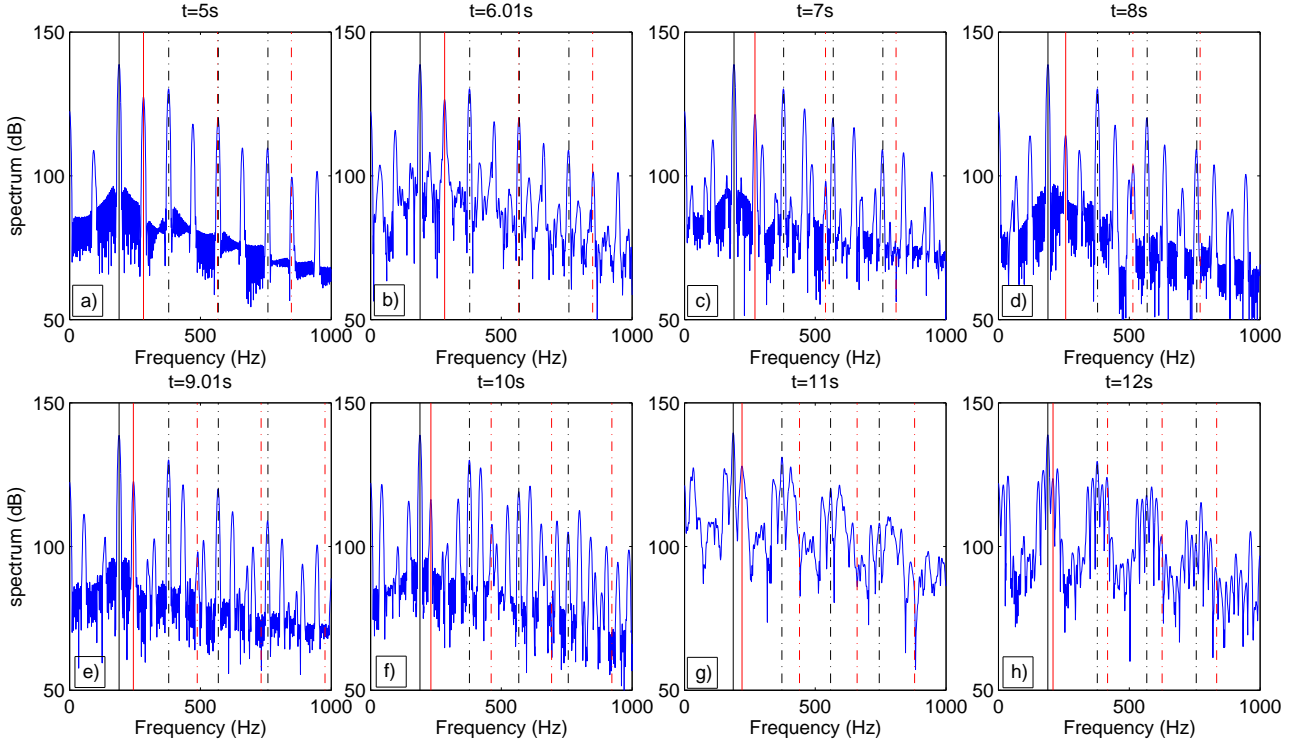 t=5s
t=6.01s
t=7s
t=8s
150
100
50
spectrum (dB)
a)
0
500
1000
Frequency (Hz)
150
100
50
b)
0
500
1000
Frequency (Hz)
150
100
50
c)
0
500
1000
Frequency (Hz)
150
100
50
d)
0
500
1000
Frequency (Hz)
t=9.01s
t=10s
t=11s
t=12s
150
100
50
spectrum (dB)
e)
0
500
1000
Frequency (Hz)
150
100
50
f)
0
500
1000
Frequency (Hz)
150
100
50
g)
0
500
1000
Frequency (Hz)
150
100
50
h)
0
500
1000
Frequency (Hz)